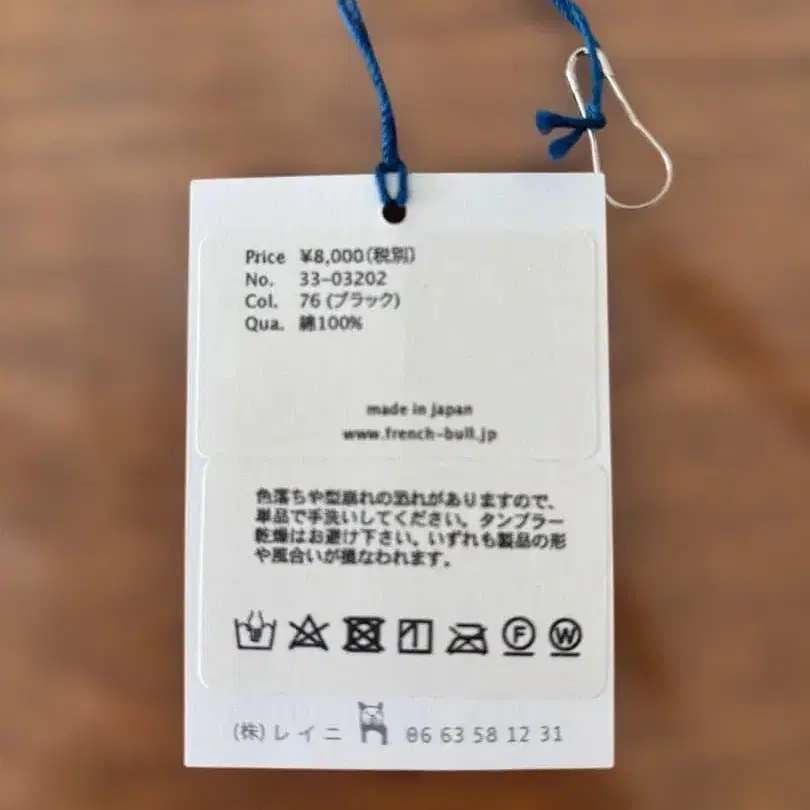 Price ¥8,000(税別)
No. 33-03202
Col. 76 (ブラック)
Qua. 綿100%
made in japan
www.french-bull.jp
色落ちや型崩れの恐れがありますので、
単品で手洗いしてください。タンブラー
乾燥はお避け下さい。いずれも製品の形
や風合いが損なわれます。
F W
(株)レイニ 06 63 58 12 31